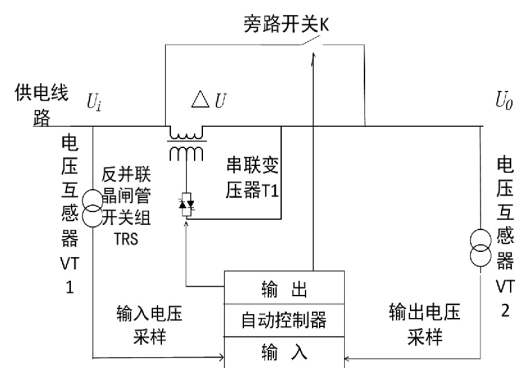 旁路开关K
供电线
路
Ui
△U
U0
电
压
互
感
器
VT
1
反并联
晶闸管
开关组
TRS
串联变
压器T1
电
压
互
感
器
VT
2
输 出
自动控制器
输 入
输入电压
采样
输出电压
采样